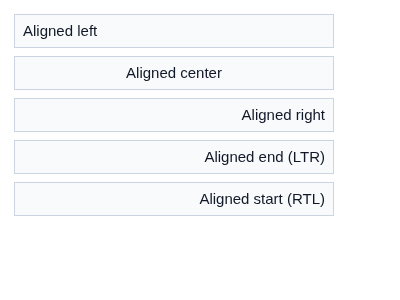 Aligned left
Aligned center
Aligned right
Aligned end (LTR)
Aligned start (RTL)